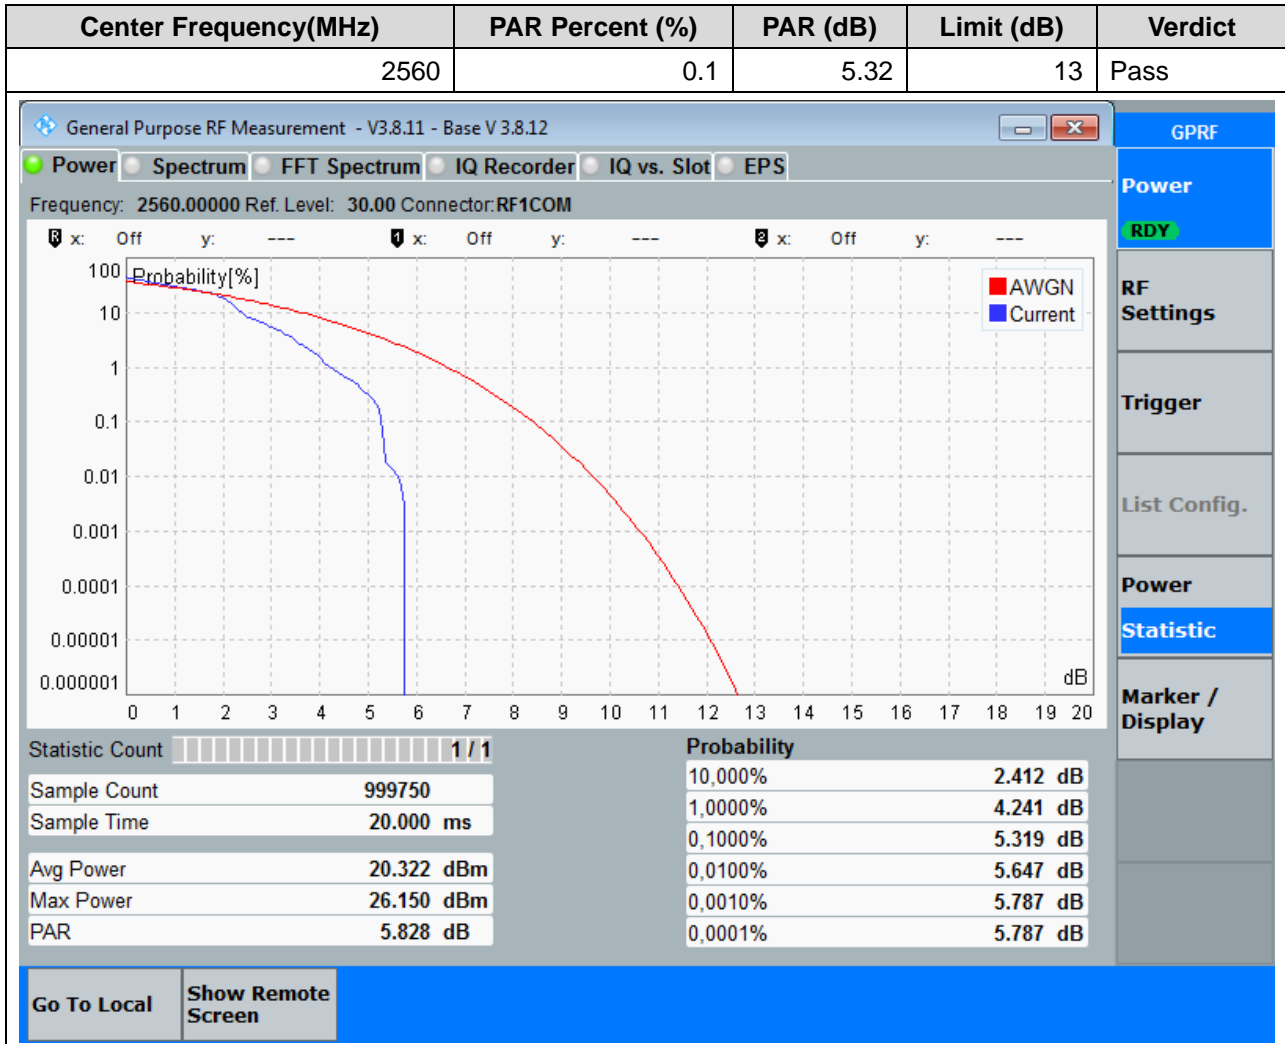 Center Frequency(MHz) PAR Percent (%) PAR (dB) Limit (dB) Verdict
2560 0.1 5.32 13 Pass
General Purpose RF Measurement - V3.8.11 - Base V 3.8.12
GPRF
Power Spectrum FFT Spectrum IQ Recorder IQ vs. Slot EPS
Power
RDY
Frequency: 2560.00000 Ref. Level: 30.00 Connector: RF1COM
R x: Off y: --- 1 x: Off y: --- 2 x: Off y: ---
Probability[%]
AWGN
Current
100
10
1
0.1
0.01
0.001
0.0001
0.00001
0.000001
dB
0 1 2 3 4 5 6 7 8 9 10 11 12 13 14 15 16 17 18 19 20
RF
Settings
Trigger
List Config.
Power
Statistic
Marker /
Display
Statistic Count 1 / 1
Sample Count 999750
Sample Time 20.000 ms
Avg Power 20.322 dBm
Max Power 26.150 dBm
PAR 5.828 dB
Probability
10,000% 2.412 dB
1,0000% 4.241 dB
0,1000% 5.319 dB
0,0100% 5.647 dB
0,0010% 5.787 dB
0,0001% 5.787 dB
Go To Local
Show Remote
Screen